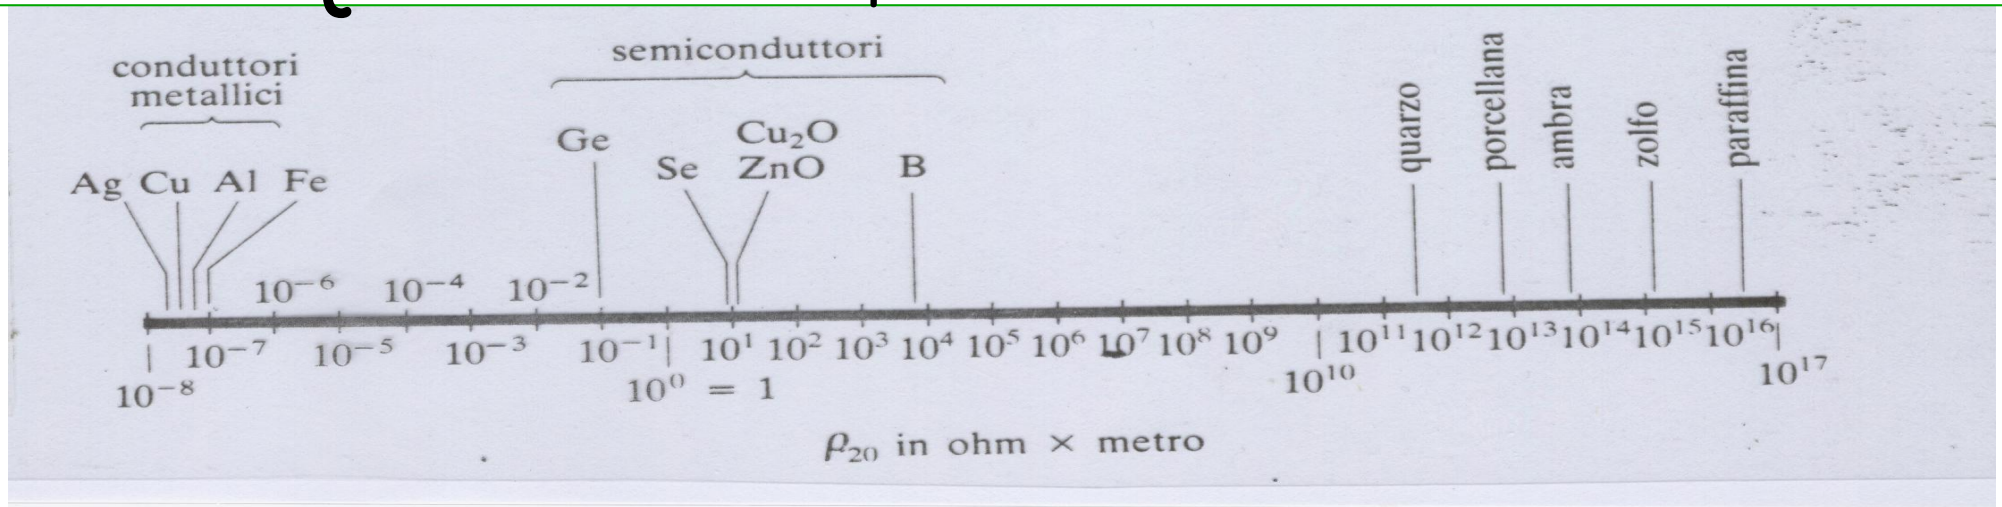 semiconduttori
conduttori
metallici
Cu₂O
Ge Se ZnO B
Ag Cu Al Fe
quarzo porcellana ambra zolfo paraffina
10⁻⁶ 10⁻⁴ 10⁻²
10⁻⁷ 10⁻⁵ 10⁻³ 10⁻¹ 10¹ 10² 10³ 10⁴ 10⁵ 10⁶ 10⁷ 10⁸ 10⁹ 10¹¹ 10¹² 10¹³ 10¹⁴ 10¹⁵ 10¹⁶
10⁻⁸ 10⁰ = 1 10¹⁰ 10¹⁷
ρ₂₀ in ohm × metro